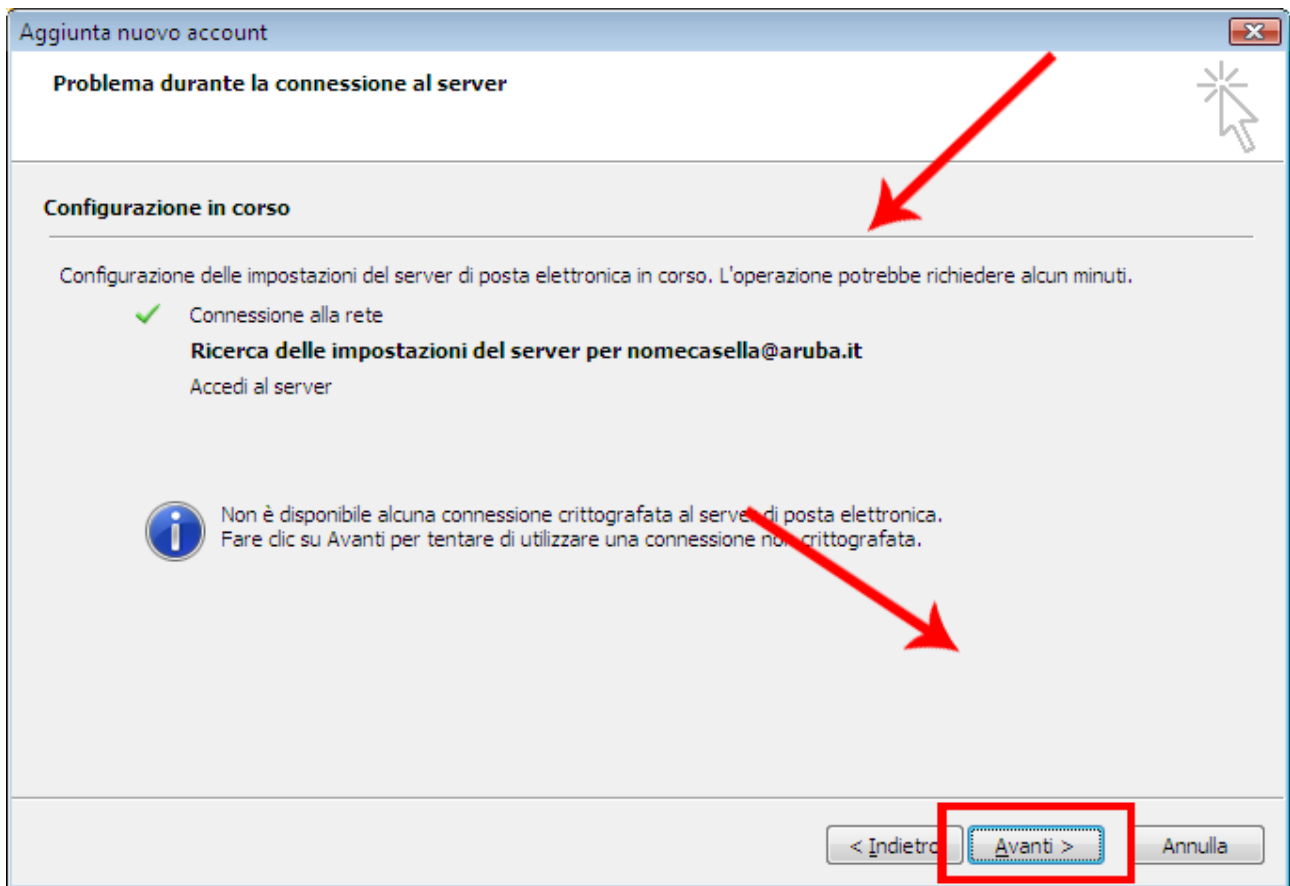 Aggiunta nuovo account
Problema durante la connessione al server
Configurazione in corso
Configurazione delle impostazioni del server di posta elettronica in corso. L'operazione potrebbe richiedere alcun minuti.
Connessione alla rete
Ricerca delle impostazioni del server per nomecasella@aruba.it
Accedi al server
Non è disponibile alcuna connessione crittografata al server di posta elettronica.
Fare clic su Avanti per tentare di utilizzare una connessione non crittografata.
< Indietro Avanti > Annulla